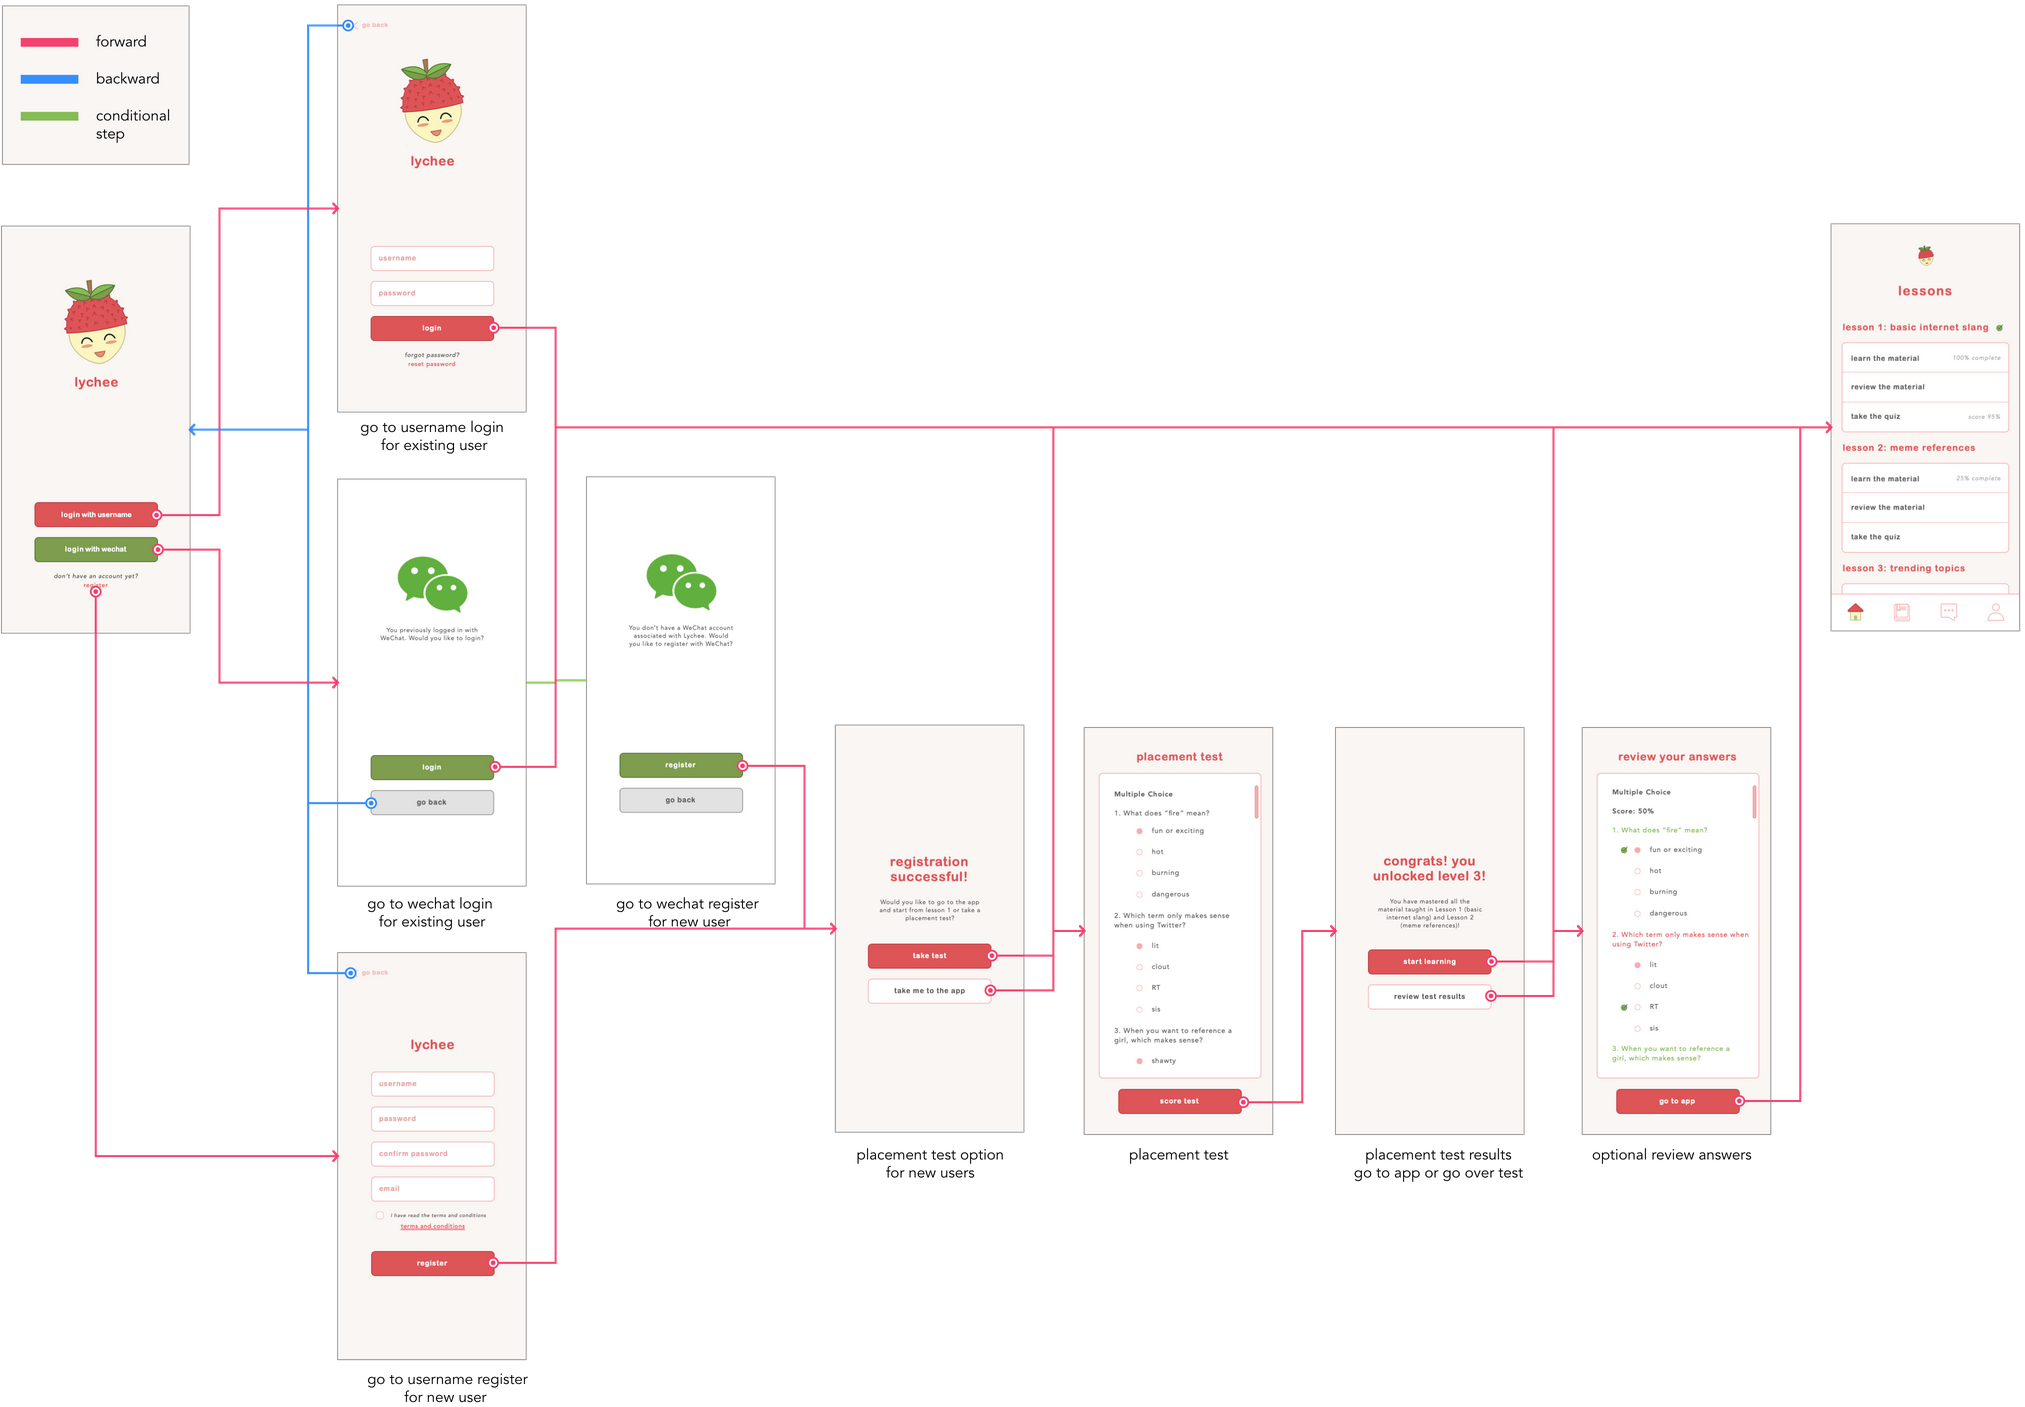 forward
backward
conditional
step
lychee
login with username
login with wechat
don't have an account yet?
register
go back
lychee
username
password
login
forgot password?
reset password
go to username login
for existing user
You previously logged in with
WeChat. Would you like to login?
login
go back
go to wechat login
for existing user
You don't have a WeChat account
associated with Lychee. Would
you like to register with WeChat?
register
go back
go to wechat register
for new user
go back
lychee
username
password
confirm password
email
I have read the terms and conditions
terms and conditions
register
go to username register
for new user
registration
successful!
Would you like to go to the app
and start from lesson 1 or take a
placement test?
take test
take me to the app
placement test option
for new users
placement test
Multiple Choice
1. What does "fire" mean?
fun or exciting
hot
burning
dangerous
2. Which term only makes sense
when using Twitter?
lit
clout
RT
sis
3. When you want to reference a
girl, which makes sense?
shawty
score test
placement test
congrats! you
unlocked level 3!
You have mastered all the
material taught in Lesson 1 (basic
internet slang) and Lesson 2
(meme references)!
start learning
review test results
placement test results
go to app or go over test
review your answers
Multiple Choice
Score: 50%
1. What does "fire" mean?
fun or exciting
hot
burning
dangerous
2. Which term only makes sense when
using Twitter?
lit
clout
RT
sis
3. When you want to reference a
girl, which makes sense?
go to app
optional review answers
lessons
lesson 1: basic internet slang
learn the material 100% complete
review the material
take the quiz score 95%
lesson 2: meme references
learn the material 25% complete
review the material
take the quiz
lesson 3: trending topics